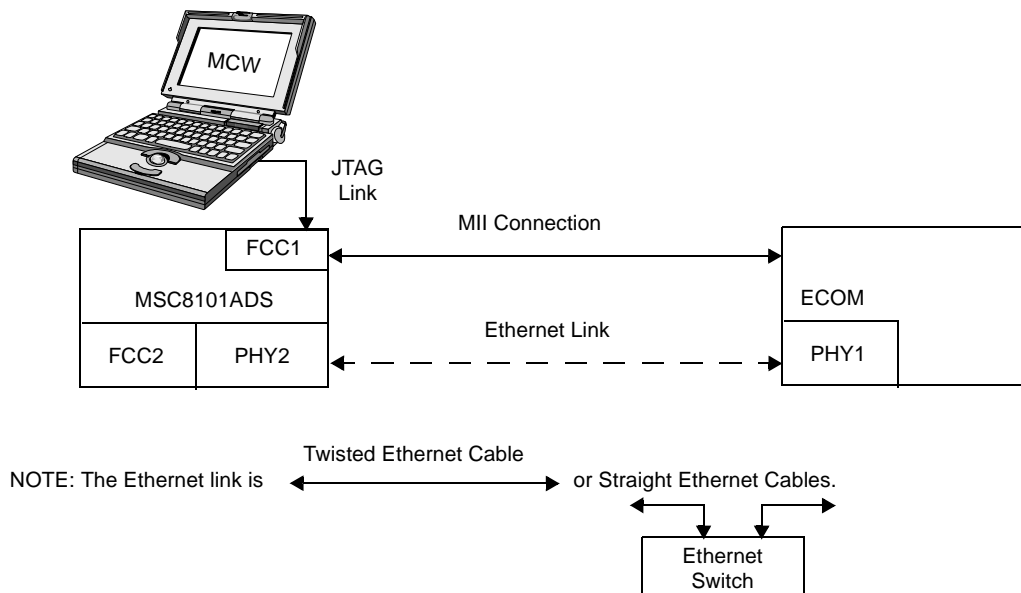 MCW
JTAG
Link
FCC1
MII Connection
MSC8101ADS
ECOM
FCC2
PHY2
Ethernet Link
PHY1
Twisted Ethernet Cable
NOTE: The Ethernet link is
or Straight Ethernet Cables.
Ethernet
Switch